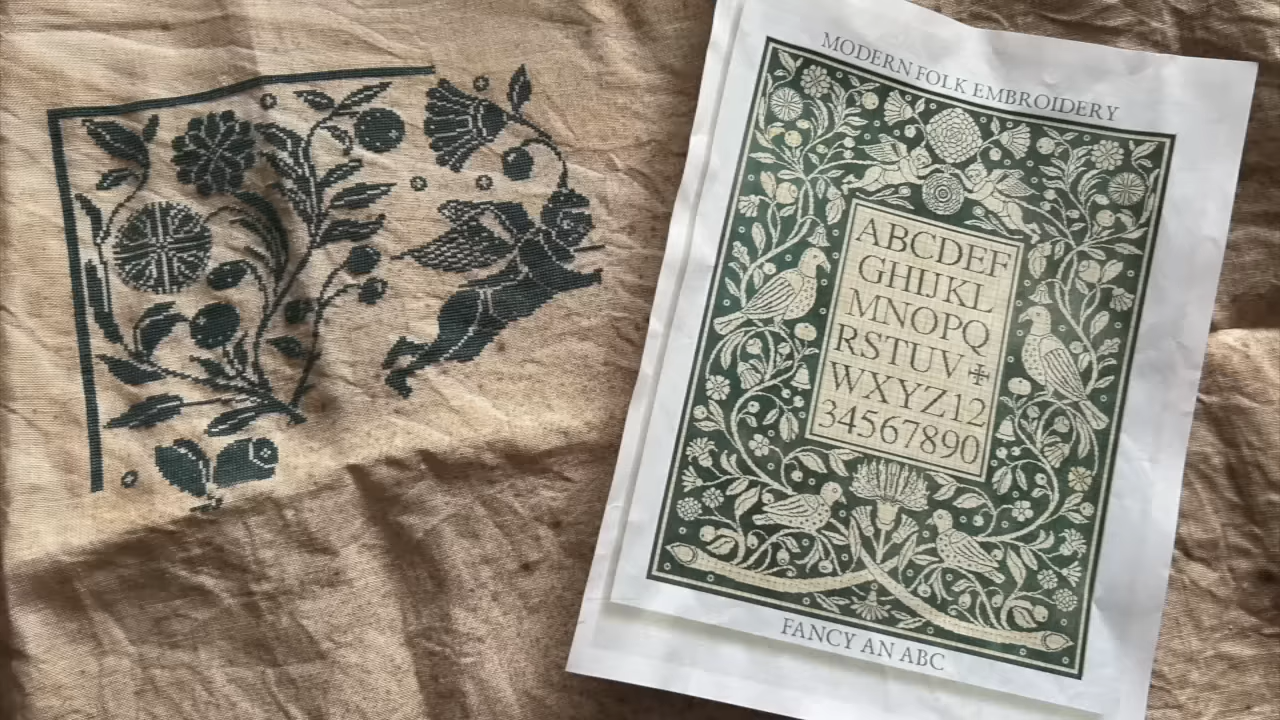 MODERN FOLK EMBROIDERY
ABCDEF
GHIJKL
MNOPQ
RSTUV
WXYZ12
34567890
FANCY AN ABC